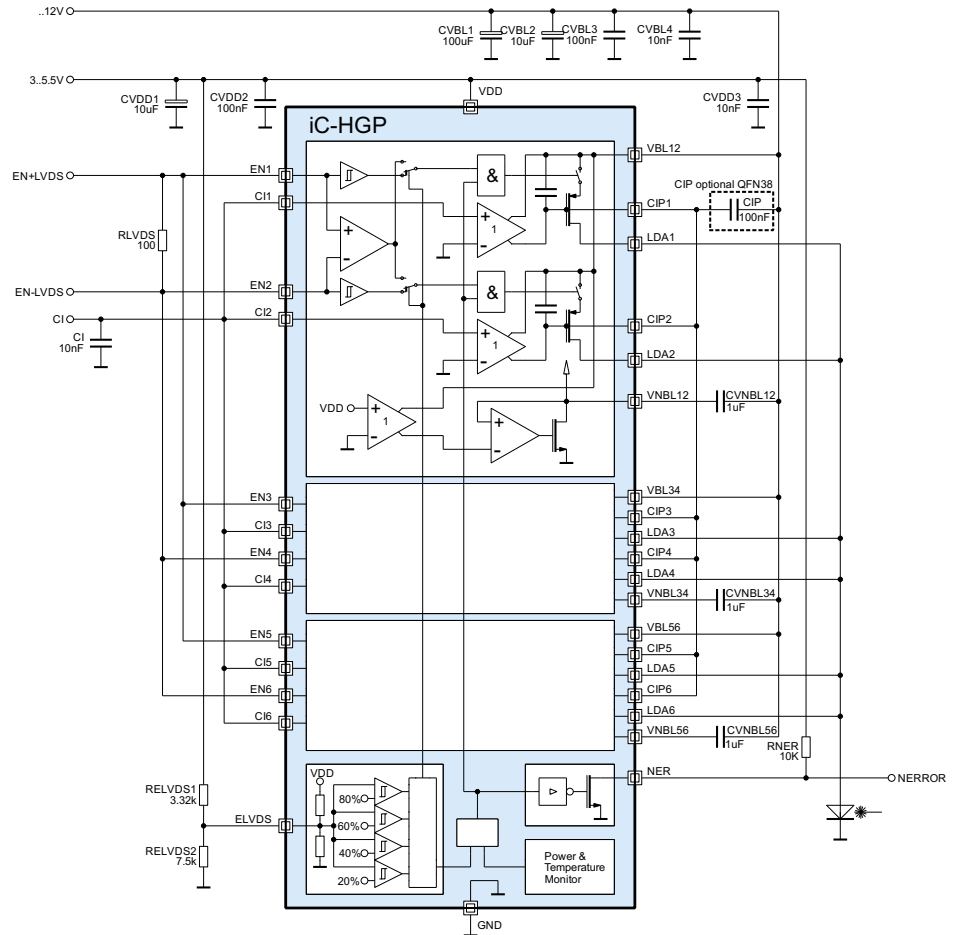 ..12V
CVBL1
100uF
CVBL2
10uF
CVBL3
100nF
CVBL4
10nF
3..5.5V
CVDD1
10uF
CVDD2
100nF
VDD
CVDD3
10nF
iC-HGP
EN+LVDS
EN1
&
VBL12
CI1
+
-
1
CIP1
CIP optional QFN38
CIP
100nF
RLVDS
100
+
-
LDA1
EN-LVDS
EN2
&
CI
CI2
+
-
1
CIP2
CI
10nF
LDA2
VDD
+
-
1
+
-
VNBL12
CVNBL12
1uF
EN3
VBL34
CI3
CIP3
LDA3
EN4
CIP4
CI4
LDA4
VNBL34
CVNBL34
1uF
EN5
VBL56
CI5
CIP5
LDA5
EN6
CIP6
CI6
LDA6
VNBL56
CVNBL56
1uF
RNER
10K
NER
NERROR
RELVDS1
3.32k
VDD
80%
ELVDS
60%
RELVDS2
7.5k
40%
20%
Power &
Temperature
Monitor
GND